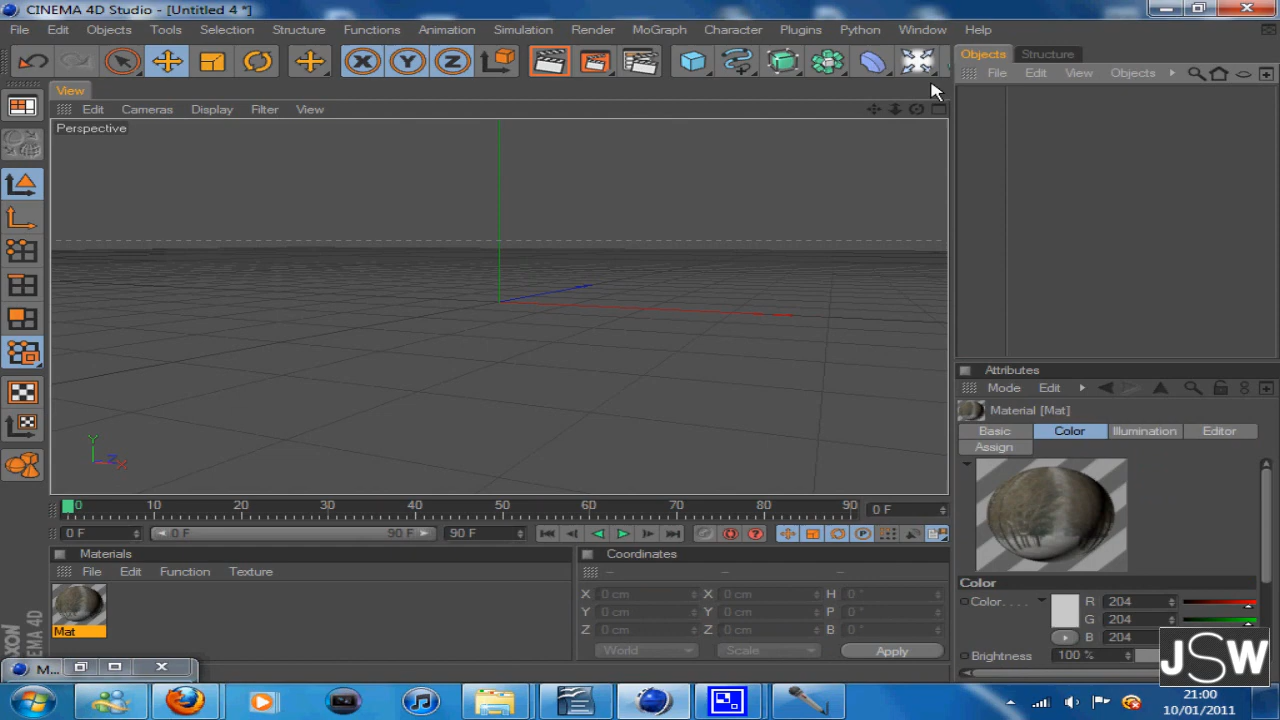 CINEMA 4D Studio - [Untitled 4 *]
File Edit Objects Tools Selection Structure Functions Animation Simulation Render MoGraph Character Plugins Python Window Help
X Y Z
Objects Structure
File Edit View Objects
View
Edit Cameras Display Filter View
Perspective
Y
Z
X
Attributes
Mode Edit
Material [Mat]
Basic Color Illumination Editor
Assign
0 10 20 30 40 50 60 70 80 90 0 F
0 F 0 F 90 F 90 F
Materials
File Edit Function Texture
Mat
Coordinates
X 0 cm X 0 cm H 0 °
Y 0 cm Y 0 cm P 0 °
Z 0 cm Z 0 cm B 0 °
World Scale Apply
Color
Color . . . . R 204
G 204
B 204
Brightness 100 %
CINEMA 4D
M...
JSW
21:00
10/01/2011